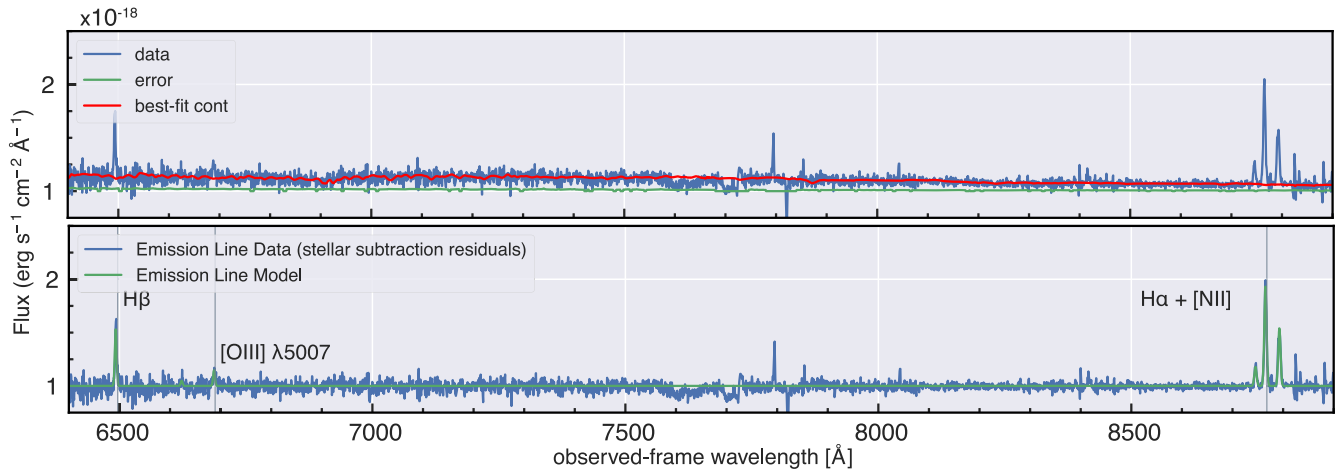 x10-18
data
error
best-fit cont
2
1
Emission Line Data (stellar subtraction residuals)
Emission Line Model
2
1
Hβ
[OIII] λ5007
Hα + [NII]
6500 7000 7500 8000 8500
observed-frame wavelength [Å]
Flux (erg s⁻¹ cm⁻² Å⁻¹)